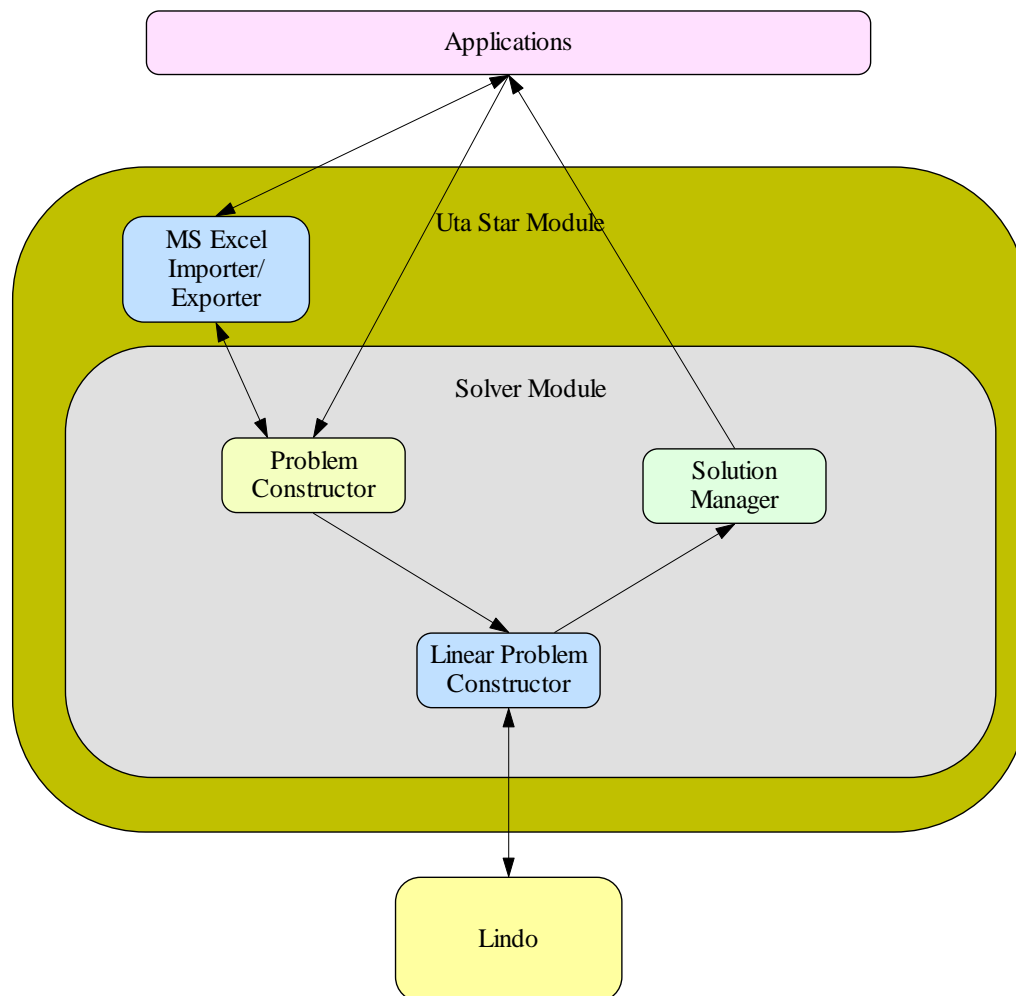 Applications
Uta Star Module
MS Excel
Importer/
Exporter
Solver Module
Problem
Constructor
Solution
Manager
Linear Problem
Constructor
Lindo